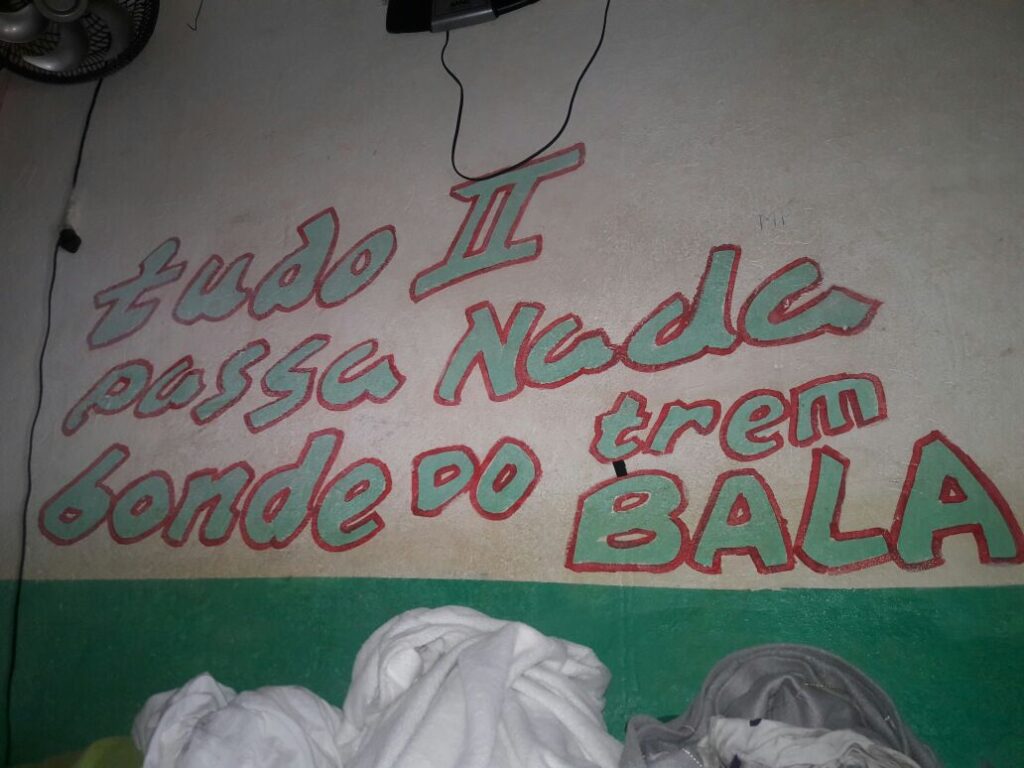 tudo II
passa Nada
bonde DO trem
BALA